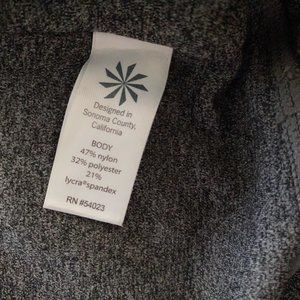 Designed in
Sonoma County,
California
BODY
47% nylon
32% polyester
21%
lycra®spandex
RN #54023